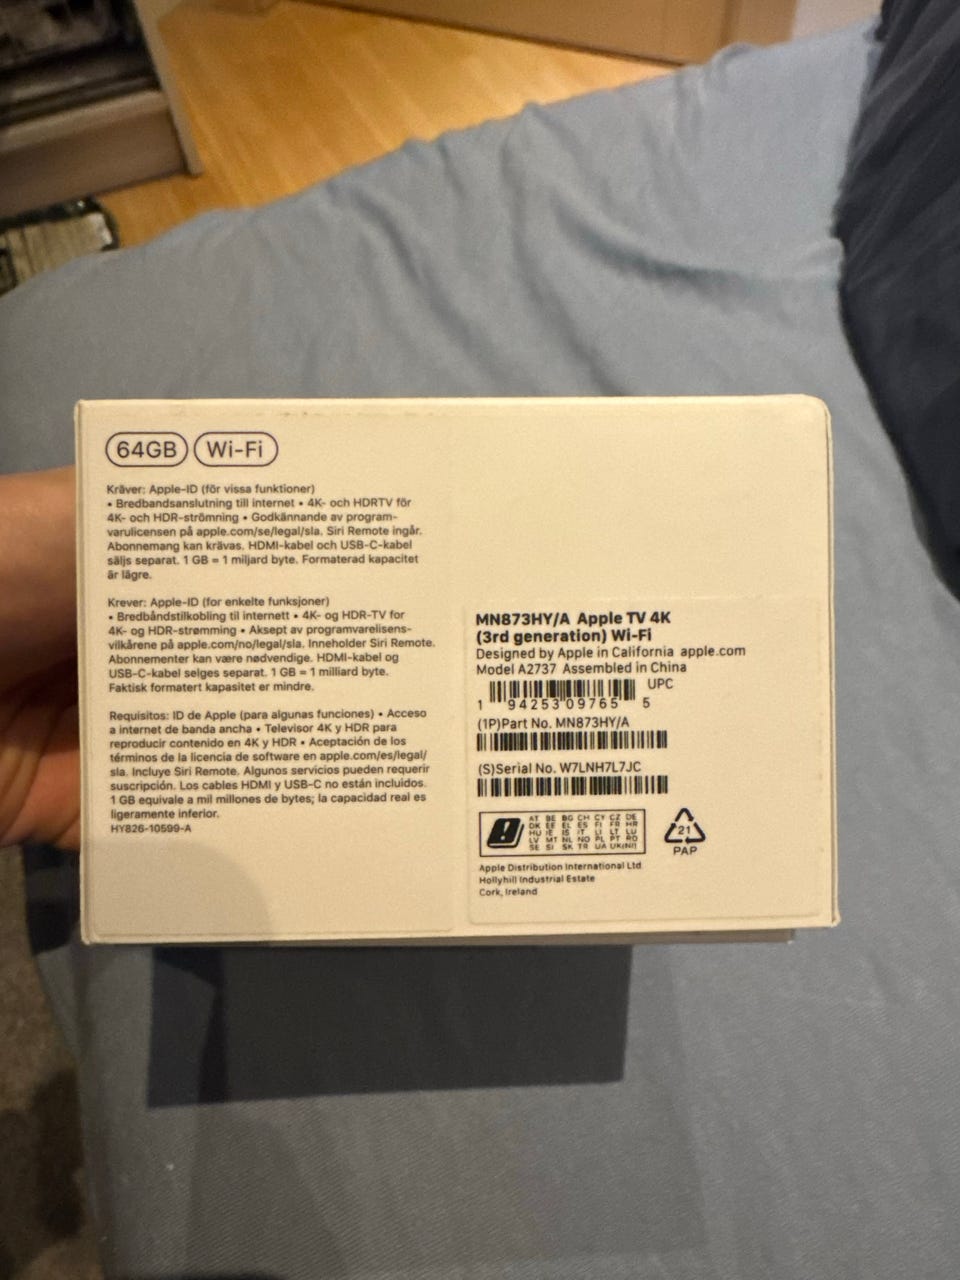 64GB Wi-Fi
Kräver: Apple-ID (för vissa funktioner)
• Bredbandsanslutning till internet • 4K- och HDRTV för
4K- och HDR-strömning • Godkännande av program-
varulicensen på apple.com/se/legal/sla. Siri Remote ingår.
Abonnemang kan krävas. HDMI-kabel och USB-C-kabel
säljs separat. 1 GB = 1 miljard byte. Formaterad kapacitet
är lägre.
Krever: Apple-ID (for enkelte funksjoner)
• Bredbåndstilkobling til internett • 4K- og HDR-TV for
4K- og HDR-strømming • Aksept av programvarelisens-
vilkårene på apple.com/no/legal/sla. Inneholder Siri Remote.
Abonnementer kan være nødvendige. HDMI-kabel og
USB-C-kabel selges separat. 1 GB = 1 milliard byte.
Faktisk formatert kapasitet er mindre.
Requisitos: ID de Apple (para algunas funciones) • Acceso
a internet de banda ancha • Televisor 4K y HDR para
reproducir contenido en 4K y HDR • Aceptación de los
términos de la licencia de software en apple.com/es/legal/
sla. Incluye Siri Remote. Algunos servicios pueden requerir
suscripción. Los cables HDMI y USB-C no están incluidos.
1 GB equivale a mil millones de bytes; la capacidad real es
ligeramente inferior.
HY826-10599-A
MN873HY/A Apple TV 4K
(3rd generation) Wi-Fi
Designed by Apple in California apple.com
Model A2737 Assembled in China
UPC
1 94253 09765 5
(1P)Part No. MN873HY/A
(S)Serial No. W7LNH7L7JC
AT BE BG CH CY CZ DE
DK EE EL ES FI FR HR
HU IE IS IT LI LT LU
LV MT NL NO PL PT RO
SE SI SK TR UA UK(NI)
21
PAP
Apple Distribution International Ltd
Hollyhill Industrial Estate
Cork, Ireland